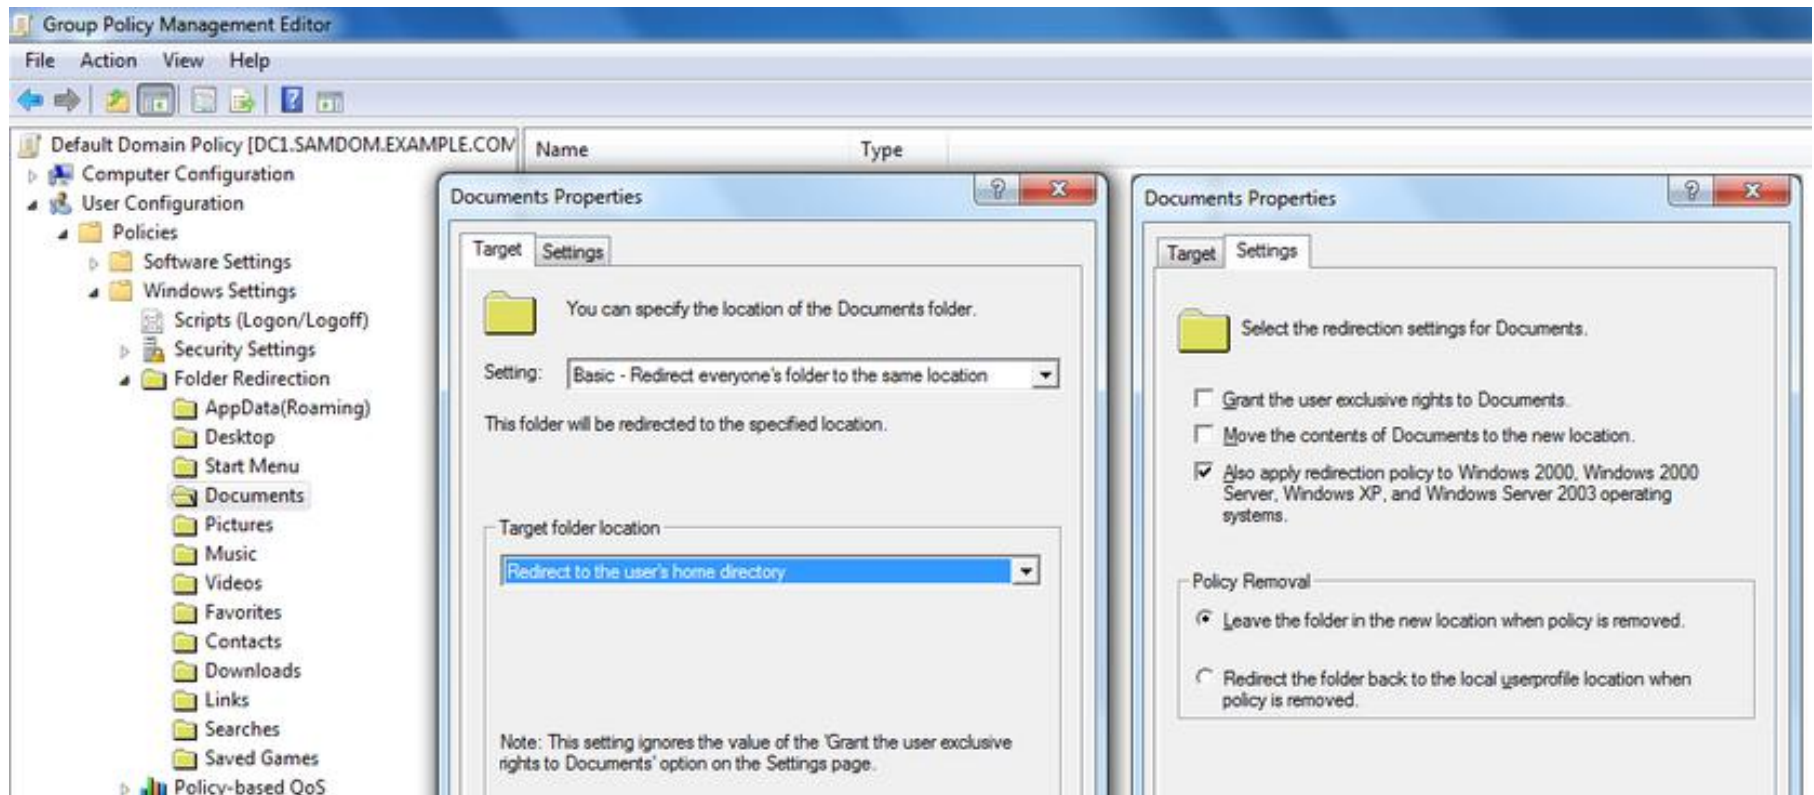 Group Policy Management Editor
File Action View Help
Default Domain Policy [DC1.SAMDOM.EXAMPLE.COM
Computer Configuration
User Configuration
Policies
Software Settings
Windows Settings
Scripts (Logon/Logoff)
Security Settings
Folder Redirection
AppData(Roaming)
Desktop
Start Menu
Documents
Pictures
Music
Videos
Favorites
Contacts
Downloads
Links
Searches
Saved Games
Policy-based QoS
Name Type
Documents Properties
Target Settings
You can specify the location of the Documents folder.
Setting: Basic - Redirect everyone's folder to the same location
This folder will be redirected to the specified location.
Target folder location
Redirect to the user's home directory
Note: This setting ignores the value of the 'Grant the user exclusive
rights to Documents' option on the Settings page.
Documents Properties
Target Settings
Select the redirection settings for Documents.
Grant the user exclusive rights to Documents.
Move the contents of Documents to the new location.
Also apply redirection policy to Windows 2000, Windows 2000
Server, Windows XP, and Windows Server 2003 operating
systems.
Policy Removal
Leave the folder in the new location when policy is removed.
Redirect the folder back to the local userprofile location when
policy is removed.